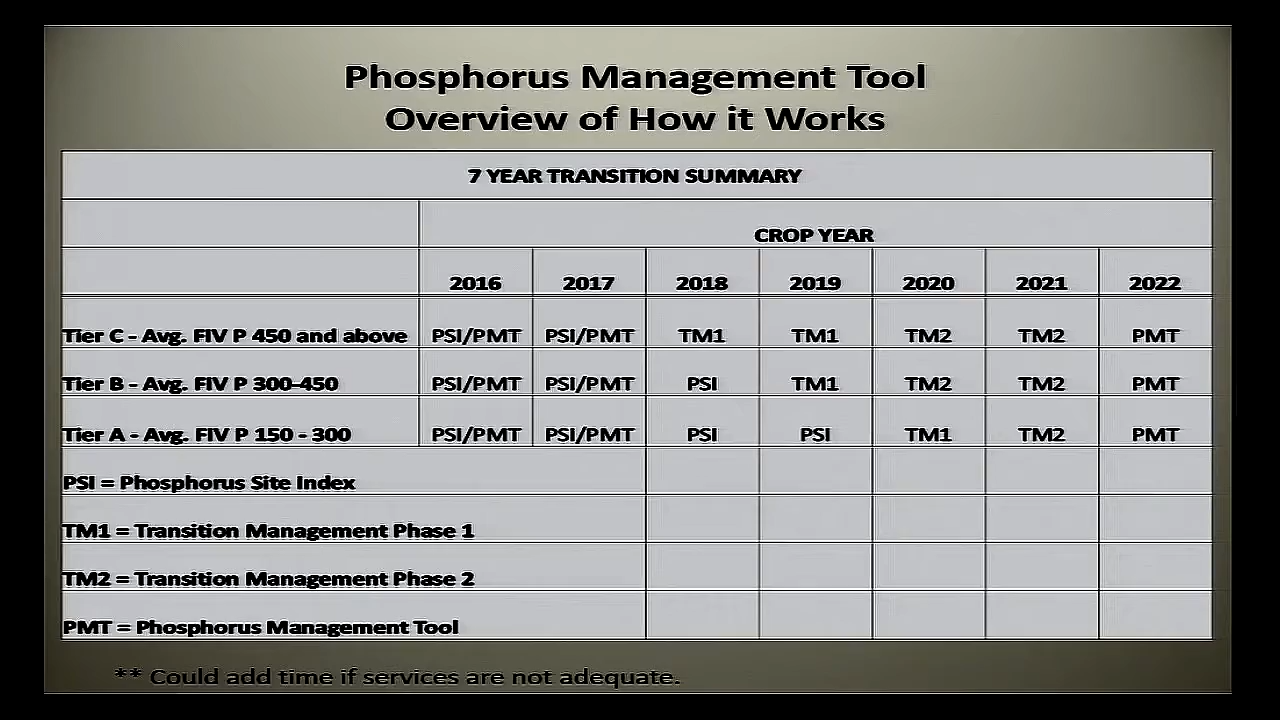 Phosphorus Management Tool
Overview of How it Works
7 YEAR TRANSITION SUMMARY
CROP YEAR
2016 2017 2018 2019 2020 2021 2022
Tier C - Avg. FIV P 450 and above PSI/PMT PSI/PMT TM1 TM1 TM2 TM2 PMT
Tier B - Avg. FIV P 300-450 PSI/PMT PSI/PMT PSI TM1 TM2 TM2 PMT
Tier A - Avg. FIV P 150 - 300 PSI/PMT PSI/PMT PSI PSI TM1 TM2 PMT
PSI = Phosphorus Site Index
TM1 = Transition Management Phase 1
TM2 = Transition Management Phase 2
PMT = Phosphorus Management Tool
** Could add time if services are not adequate.